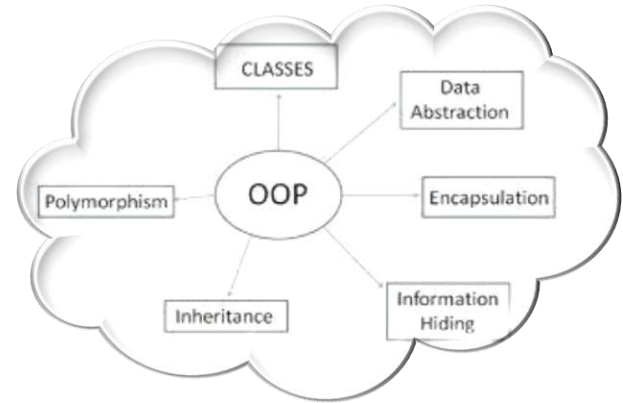 CLASSES
Data
Abstraction
Polymorphism
OOP
Encapsulation
Inheritance
Information
Hiding